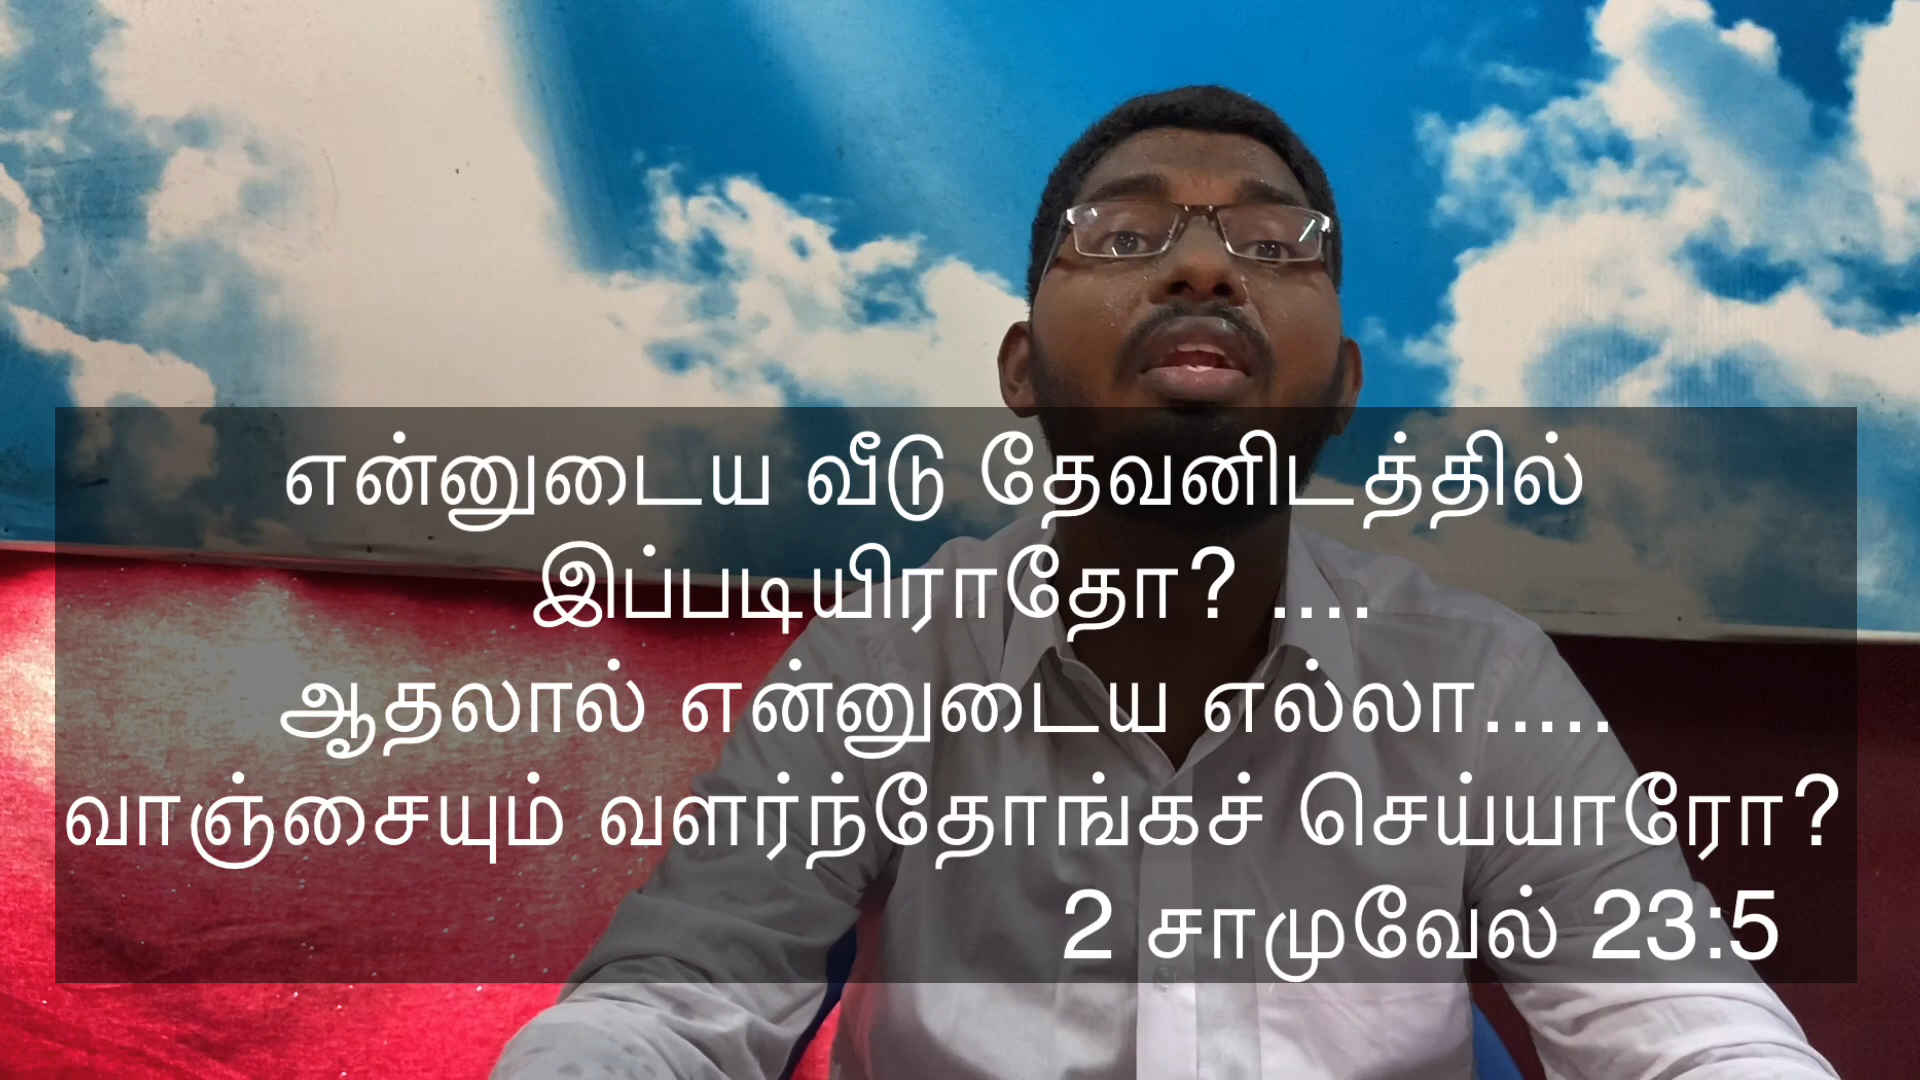 என்னுடைய வீடு தேவனிடத்தில்
இப்படியிராதோ? ....
ஆதலால் என்னுடைய எல்லா.....
வாஞ்சையும் வளர்ந்தோங்கச் செய்யாரோ?
2 சாமுவேல் 23:5